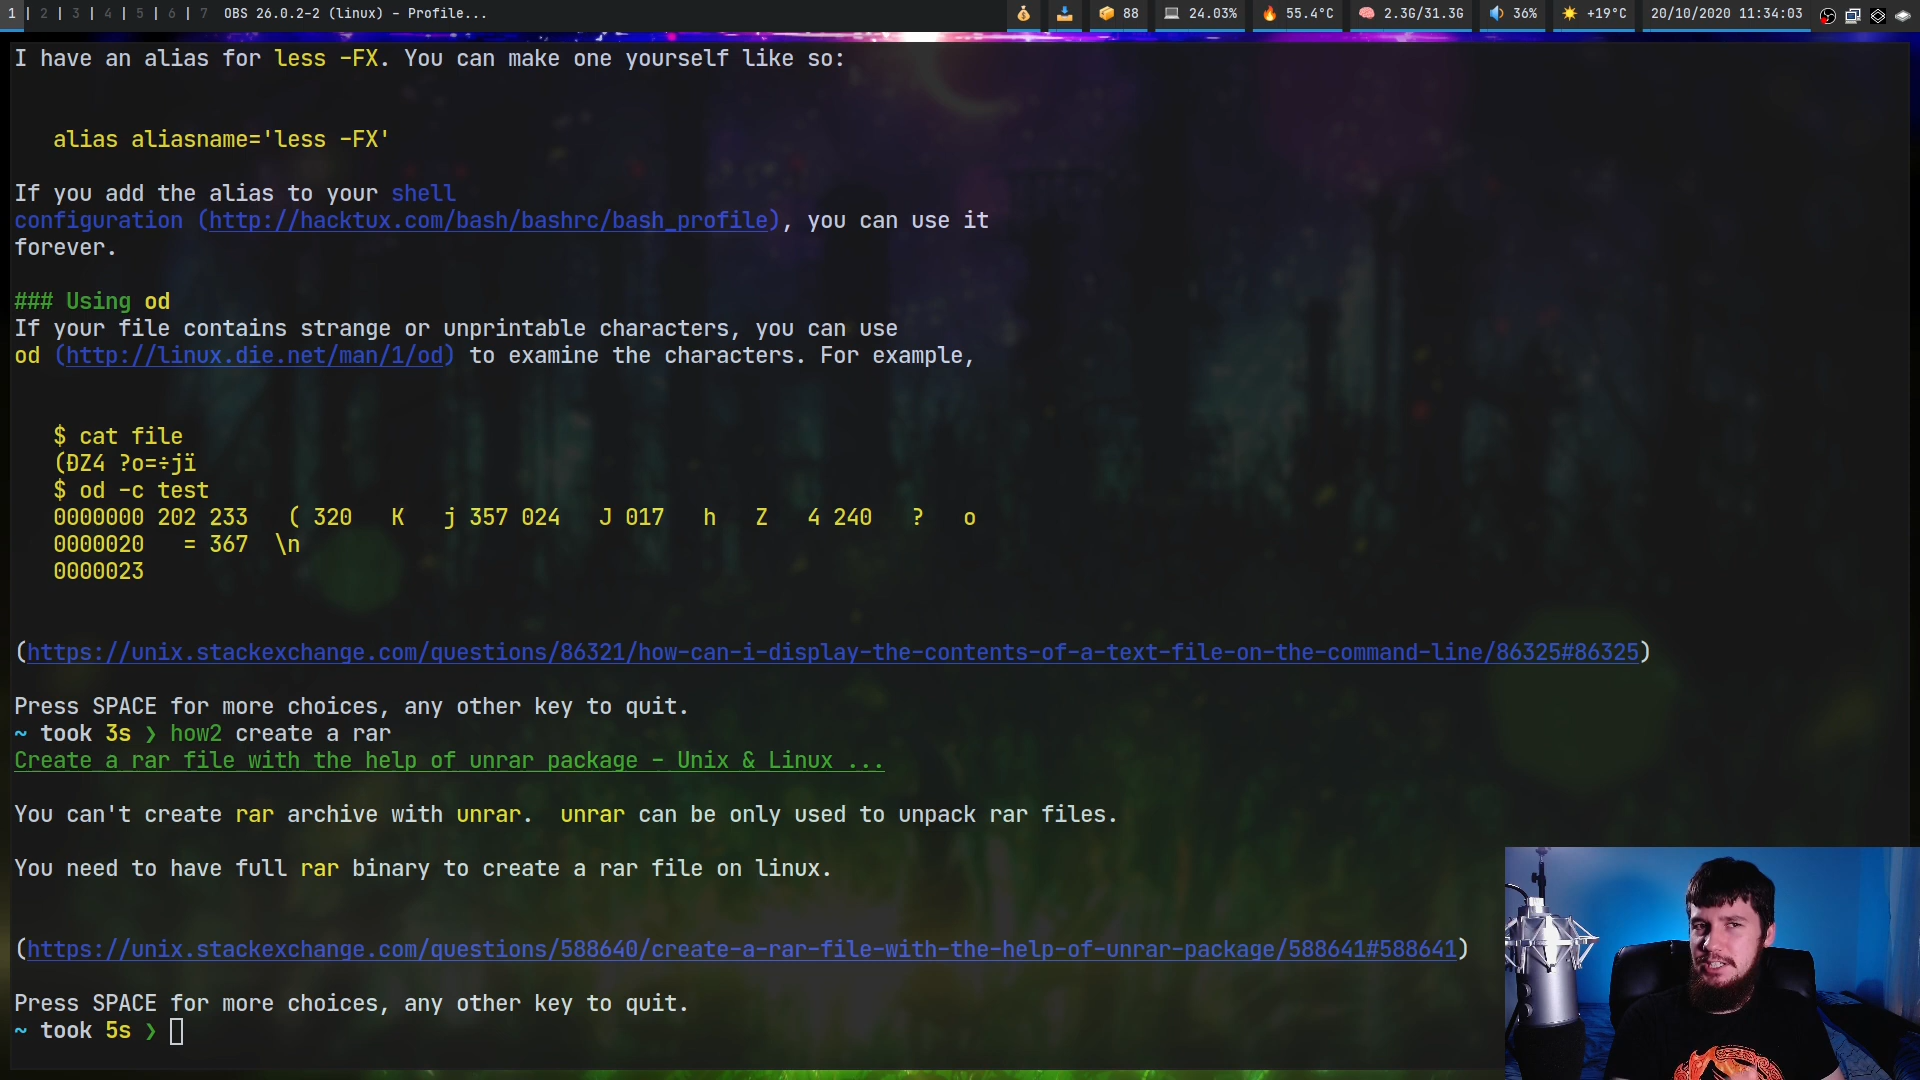 1 | 2 | 3 | 4 | 5 | 6 | 7 OBS 26.0.2-2 (linux) - Profile... 88 24.03% 55.4°C 2.3G/31.3G 36% +19°C 20/10/2020 11:34:03
I have an alias for less -FX. You can make one yourself like so:
alias aliasname='less -FX'
If you add the alias to your shell
configuration (http://hacktux.com/bash/bashrc/bash_profile), you can use it
forever.
### Using od
If your file contains strange or unprintable characters, you can use
od (http://linux.die.net/man/1/od) to examine the characters. For example,
$ cat file
(ÐZ4 ?o=÷jï
$ od -c test
0000000 202 233   ( 320   K   j 357 024   J 017   h   Z   4 240   ?   o
0000020   = 367  \n
0000023
(https://unix.stackexchange.com/questions/86321/how-can-i-display-the-contents-of-a-text-file-on-the-command-line/86325#86325)
Press SPACE for more choices, any other key to quit.
~ took 3s ❯ how2 create a rar
Create a rar file with the help of unrar package - Unix & Linux ...
You can't create rar archive with unrar.  unrar can be only used to unpack rar files.
You need to have full rar binary to create a rar file on linux.
(https://unix.stackexchange.com/questions/588640/create-a-rar-file-with-the-help-of-unrar-package/588641#588641)
Press SPACE for more choices, any other key to quit.
~ took 5s ❯